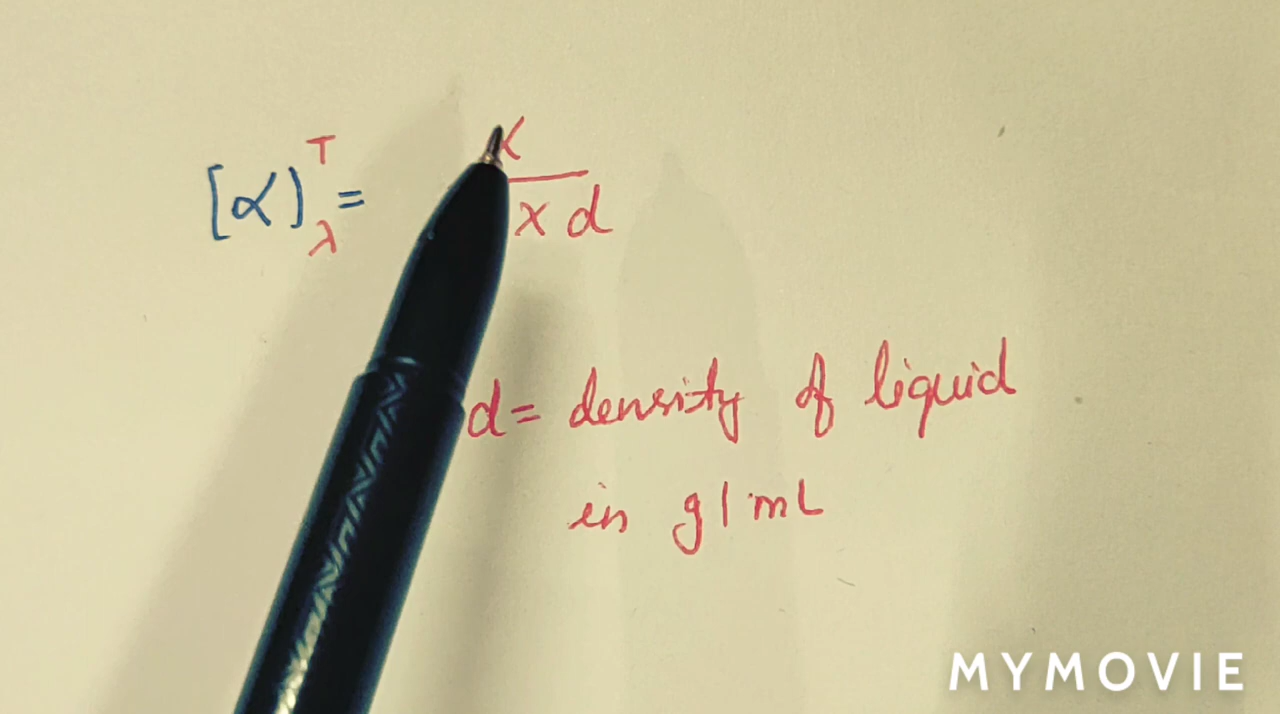 [α]
T
λ
=
x d
d = density of liquid
in g/mL
MYMOVIE